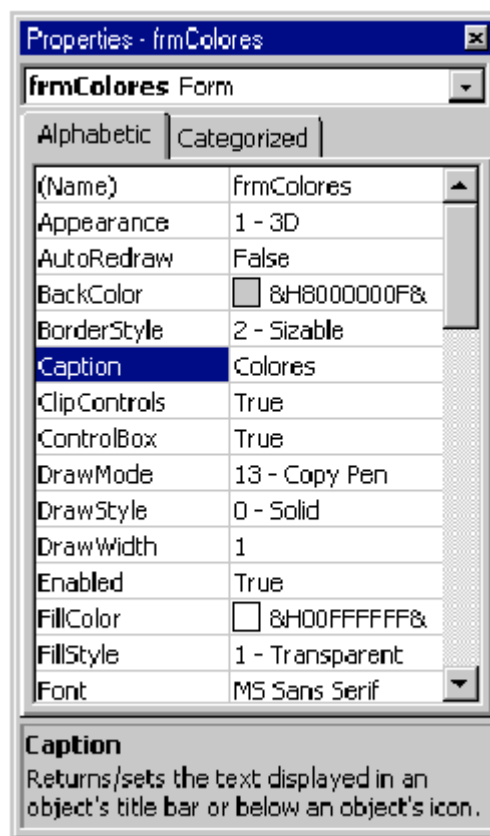 Properties - frmColores
frmColores Form
Alphabetic Categorized
(Name) frmColores
Appearance 1 - 3D
AutoRedraw False
BackColor &H8000000F&
BorderStyle 2 - Sizable
Caption Colores
ClipControls True
ControlBox True
DrawMode 13 - Copy Pen
DrawStyle 0 - Solid
DrawWidth 1
Enabled True
FillColor &H00FFFFFF&
FillStyle 1 - Transparent
Font MS Sans Serif
Caption
Returns/sets the text displayed in an
object's title bar or below an object's icon.